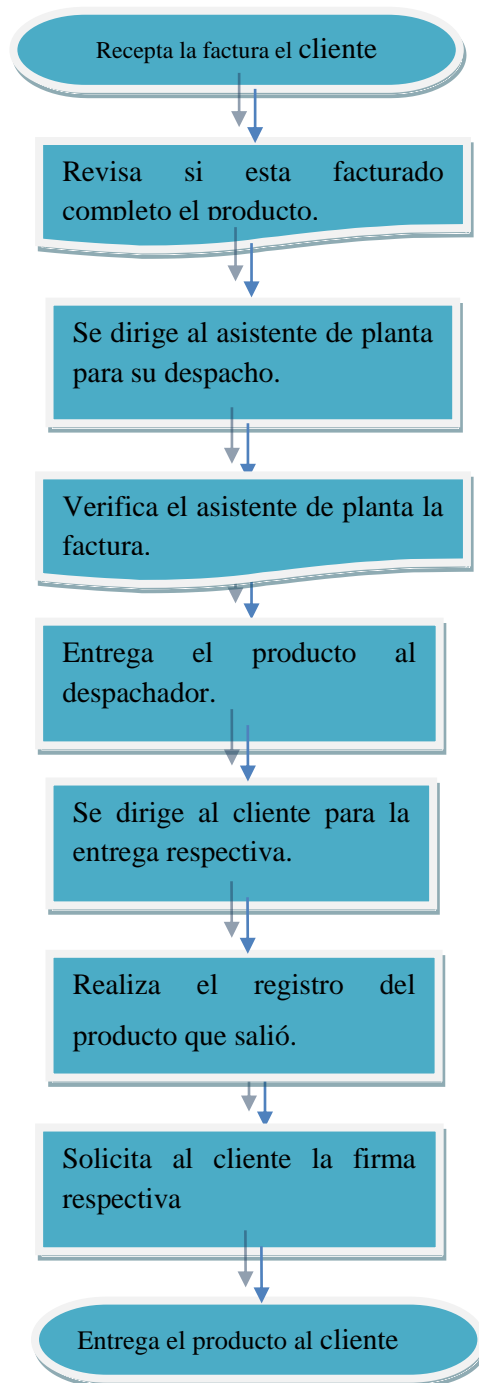 Recepta la factura el cliente
Revisa si esta facturado
completo el producto.
Se dirige al asistente de planta
para su despacho.
Verifica el asistente de planta la
factura.
Entrega el producto al
despachador.
Se dirige al cliente para la
entrega respectiva.
Realiza el registro del
producto que salió.
Solicita al cliente la firma
respectiva
Entrega el producto al cliente